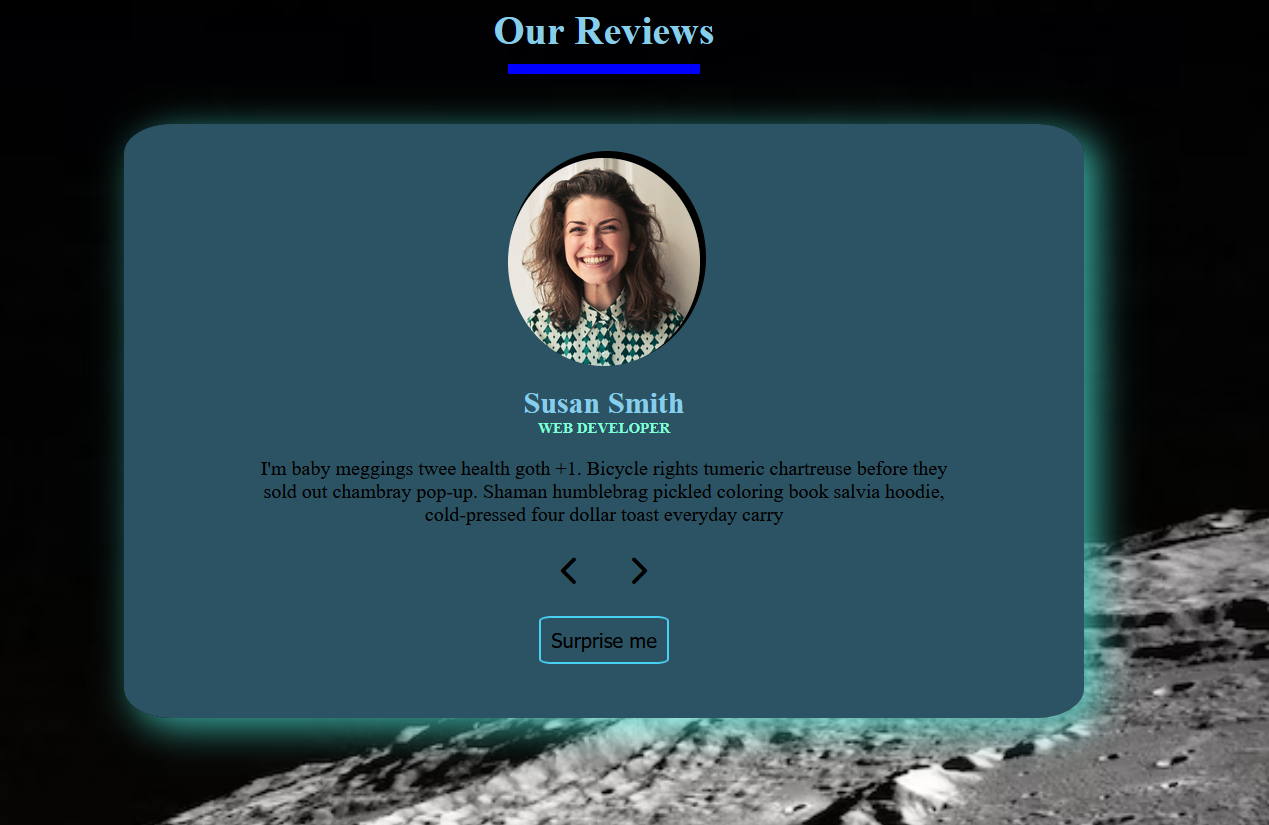 Our Reviews
Susan Smith
WEB DEVELOPER
I'm baby meggings twee health goth +1. Bicycle rights tumeric chartreuse before they
sold out chambray pop-up. Shaman humblebrag pickled coloring book salvia hoodie,
cold-pressed four dollar toast everyday carry
Surprise me